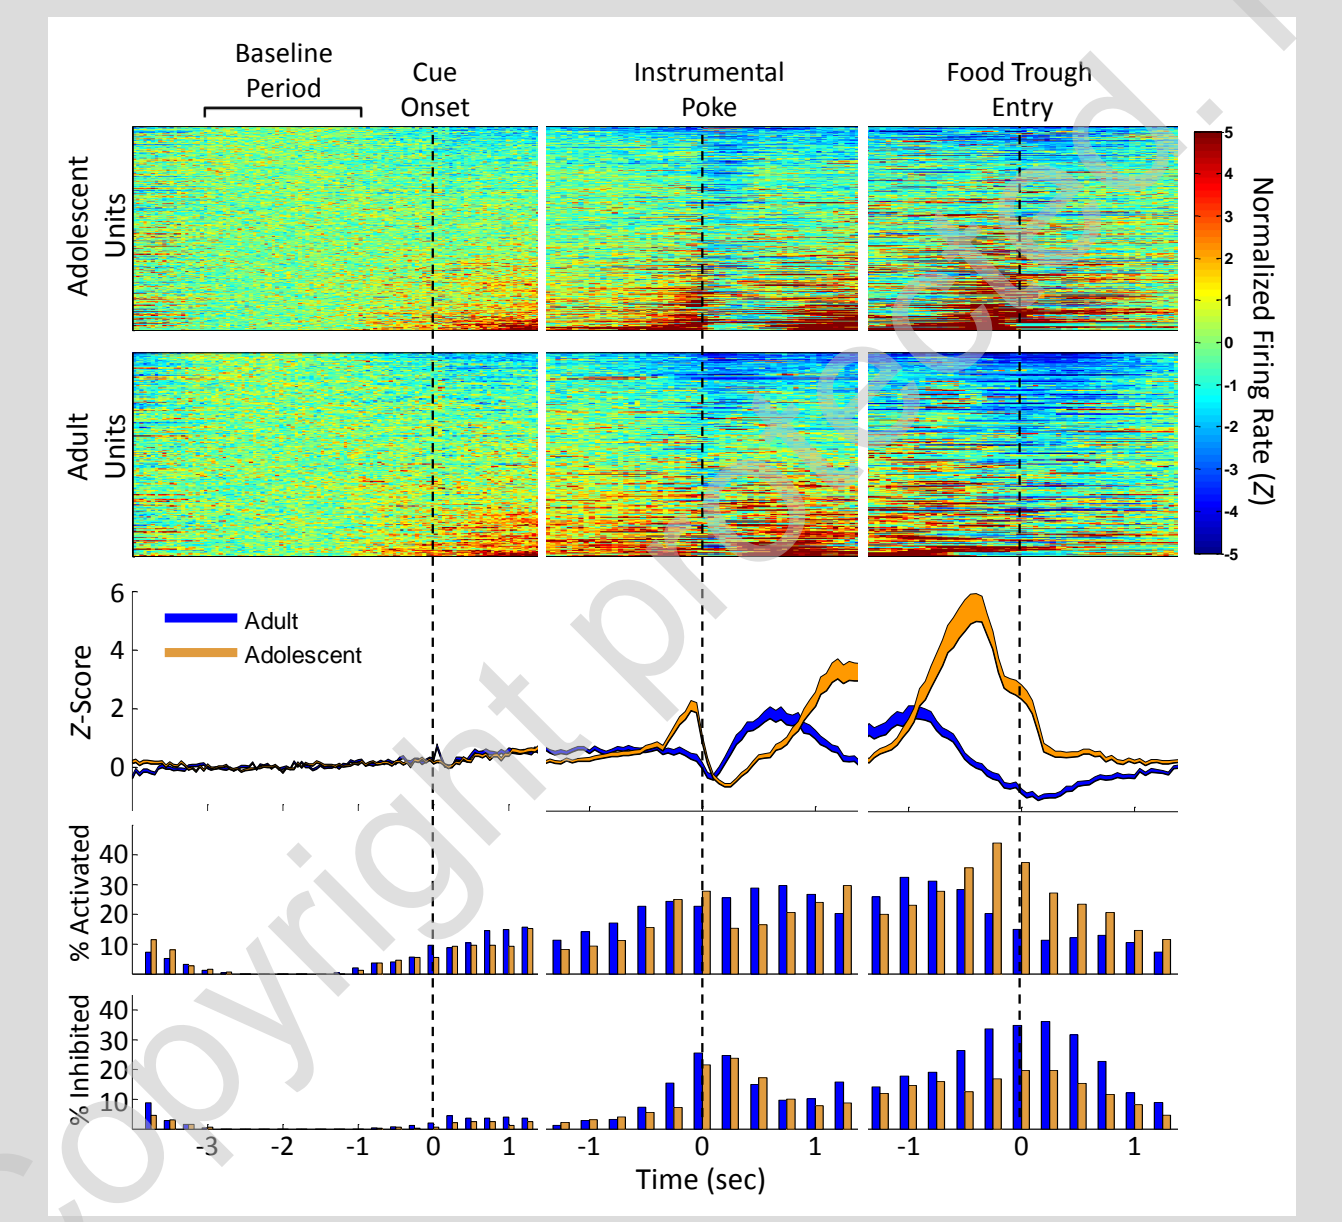 Baseline
Period
Cue
Onset
Instrumental
Poke
Food Trough
Entry
Adolescent
Units
Adult
Units
5
4
3
2
1
0
-1
-2
-3
-4
-5
Normalized Firing Rate (Z)
6
4
2
0
Z-Score
Adult
Adolescent
% Activated
40
30
20
10
% Inhibited
40
30
20
10
-3 -2 -1 0 1 -1 0 1 -1 0 1
Time (sec)
Copyright protected.